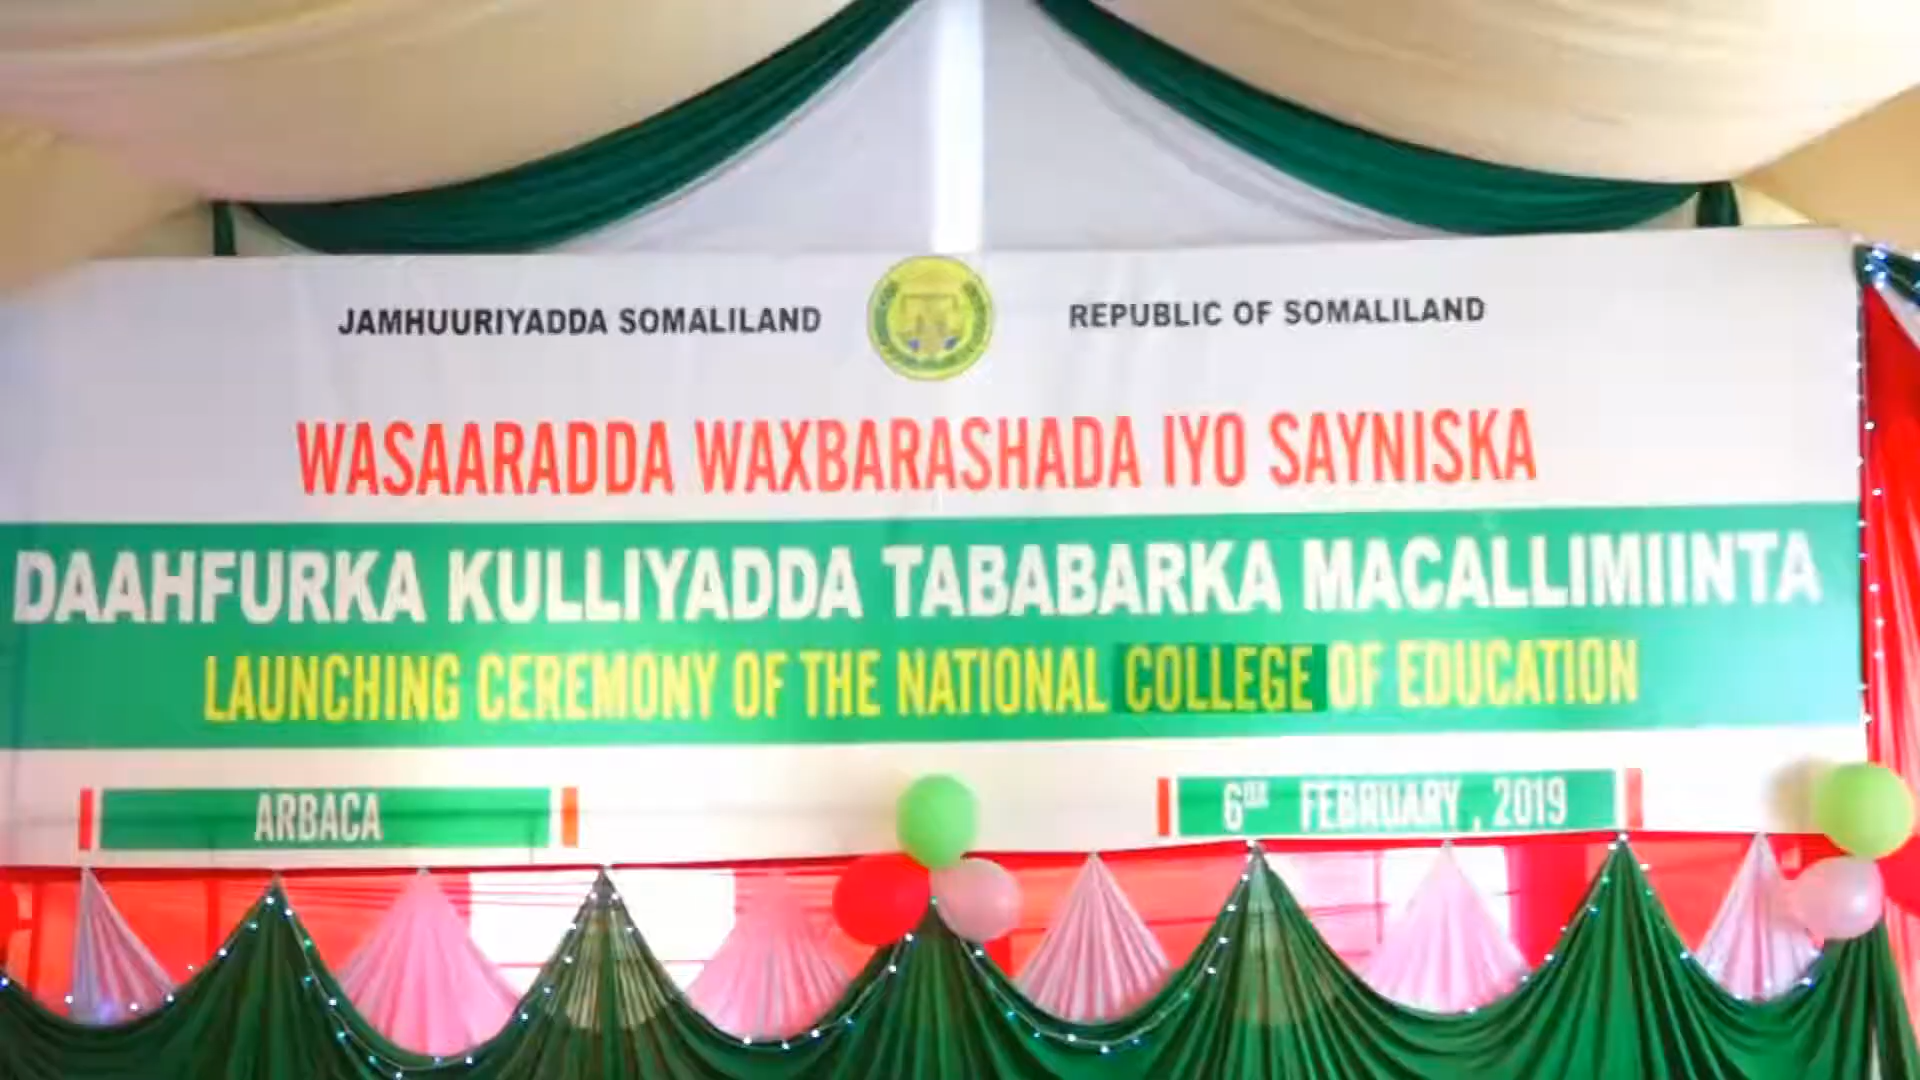 JAMHUURIYADDA SOMALILAND
REPUBLIC OF SOMALILAND
WASAARADDA WAXBARASHADA IYO SAYNISKA
DAAHFURKA KULLIYADDA TABABARKA MACALLIMIINTA
LAUNCHING CEREMONY OF THE NATIONAL COLLEGE OF EDUCATION
ARBACA
FEBRUARY, 2019